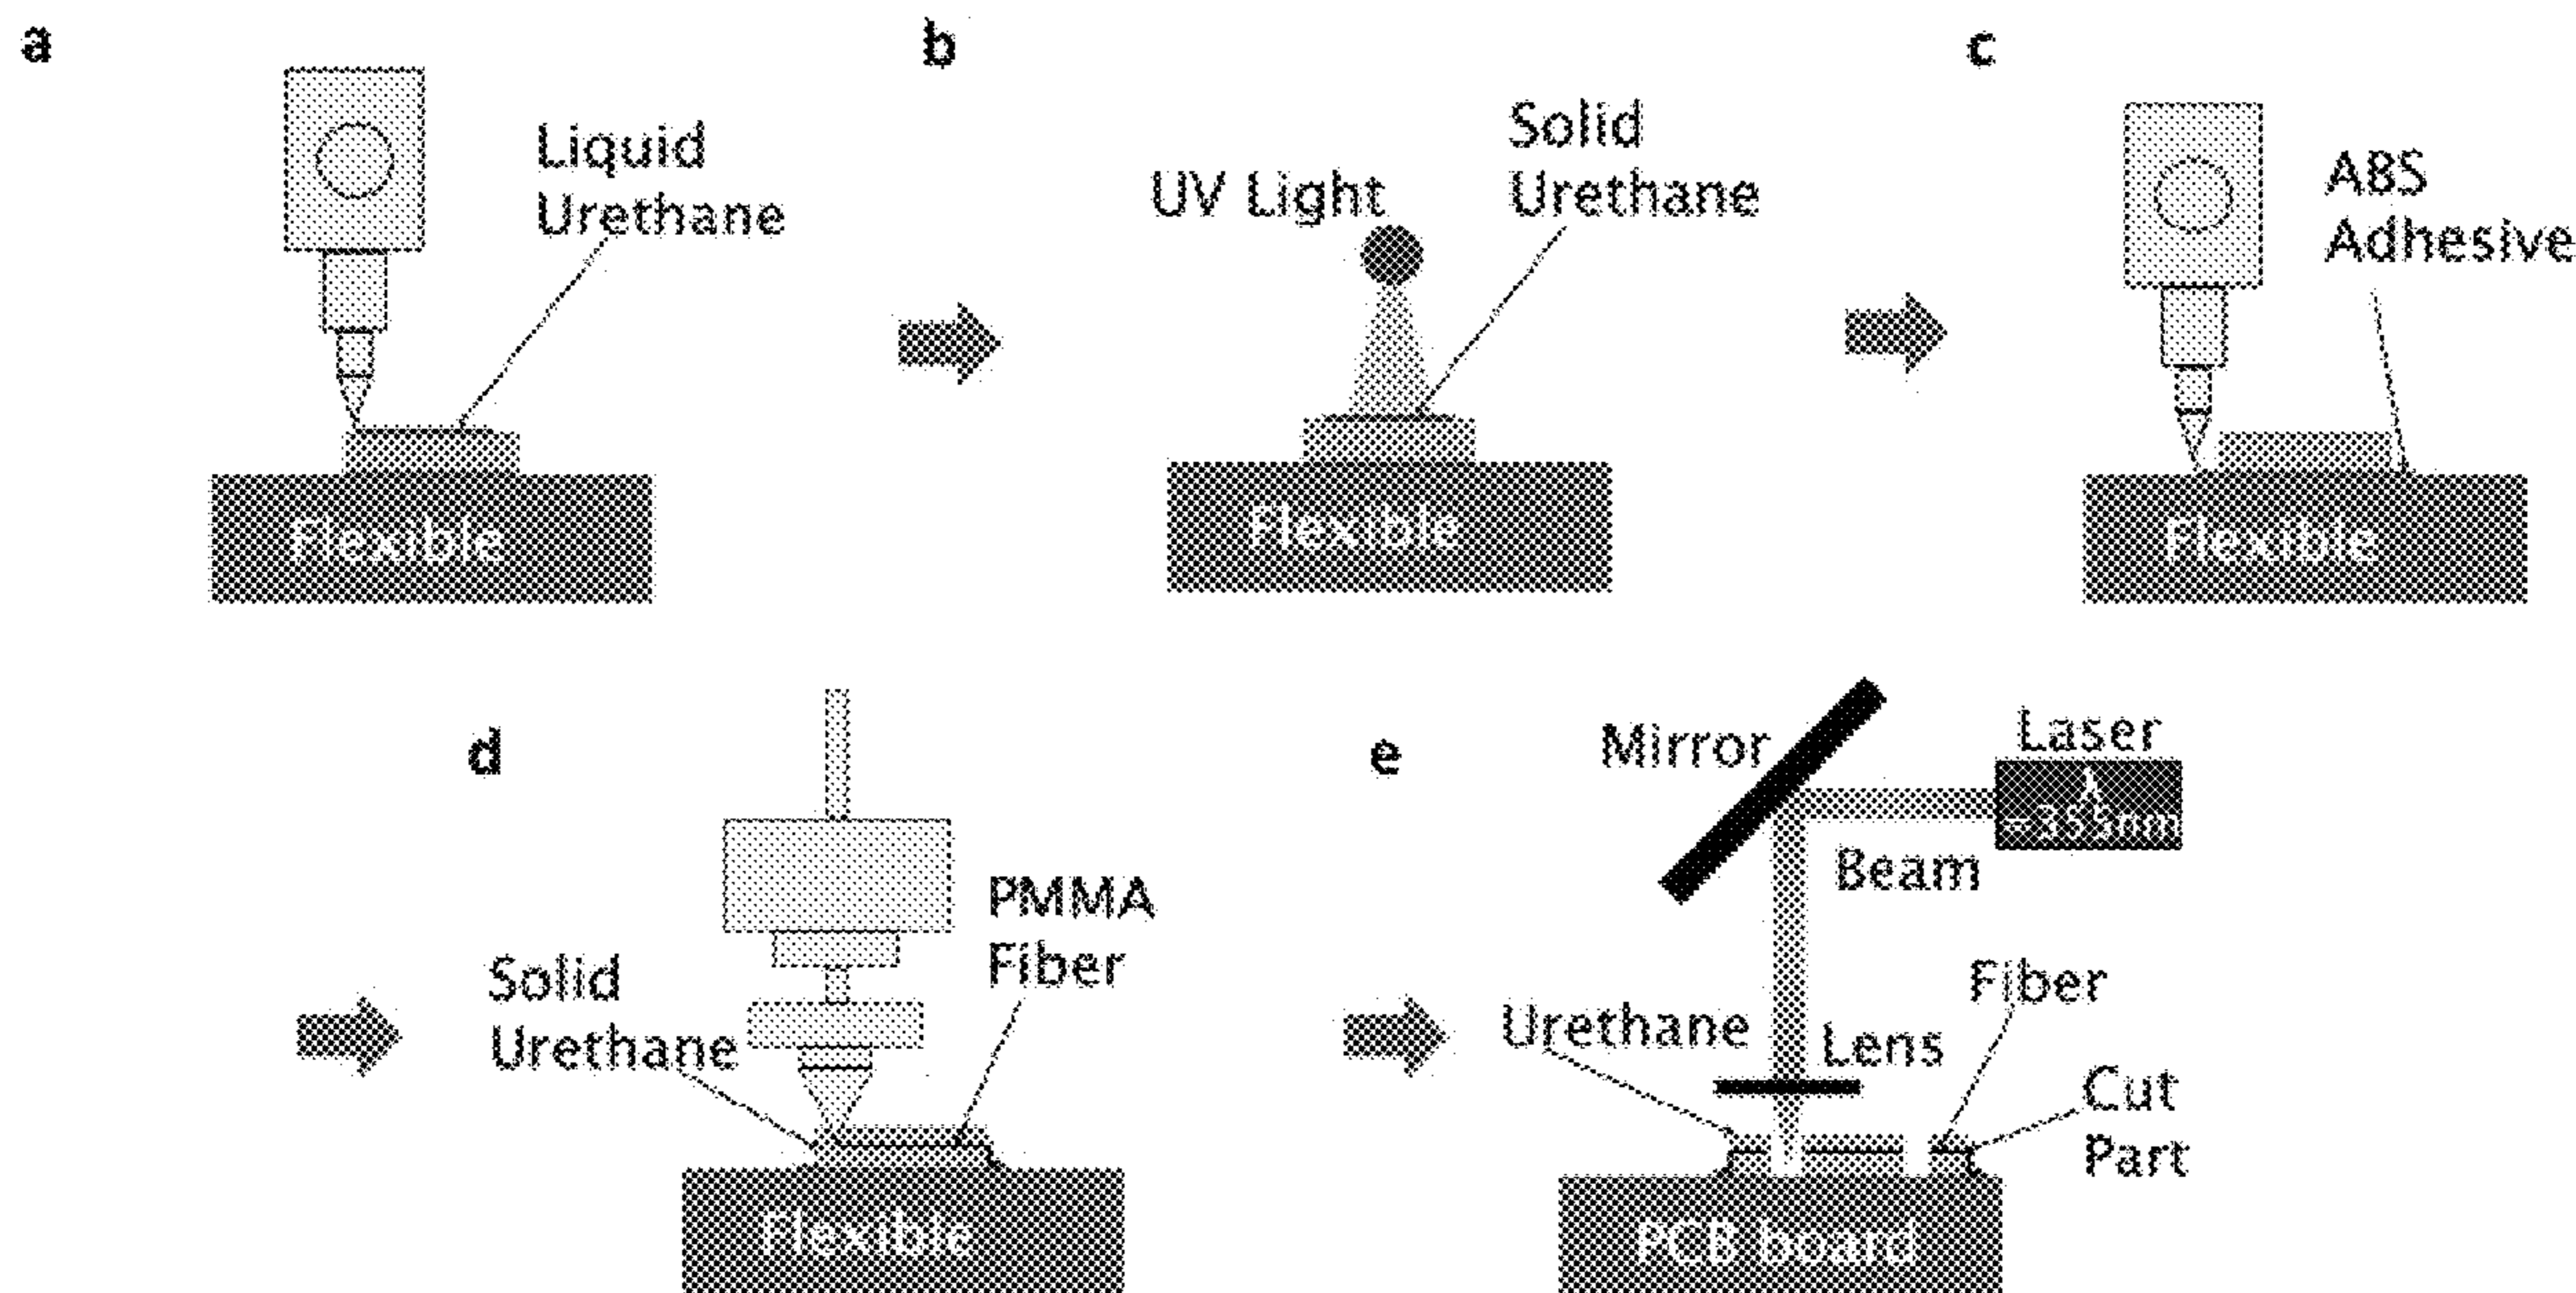 a
Liquid
Urethane
Flexible
b
UV Light
Solid
Urethane
Flexible
c
ABS
Adhesive
Flexible
d
Solid
Urethane
PMMA
Fiber
Flexible
e
Mirror
Laser
λ
=355nm
Beam
Urethane
Lens
Fiber
Cut
Part
PCB board